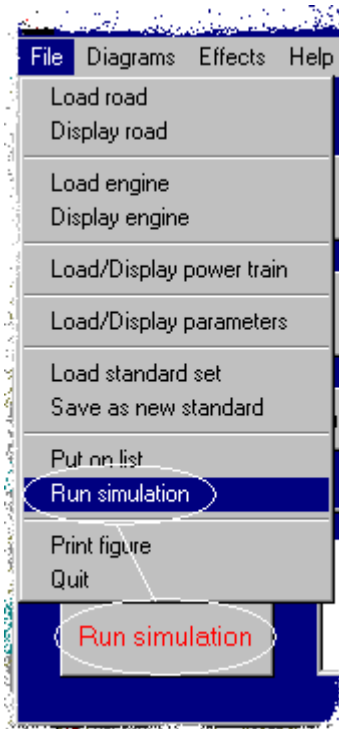 File Diagrams Effects Help
Load road
Display road
Load engine
Display engine
Load/Display power train
Load/Display parameters
Load standard set
Save as new standard
Put on list
Run simulation
Print figure
Quit
Run simulation